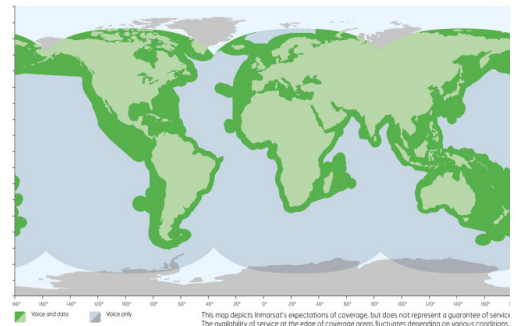 180° 160° 140° 120° 100° 80° 60° 40° 20° 0° 20° 40° 60° 80° 100° 120° 140° 160° 180°
Voice and data
Voice only
This map depicts Inmarsat's expectations of coverage, but does not represent a guarantee of service.
The availability of service at the edge of coverage areas fluctuates depending on various conditions.